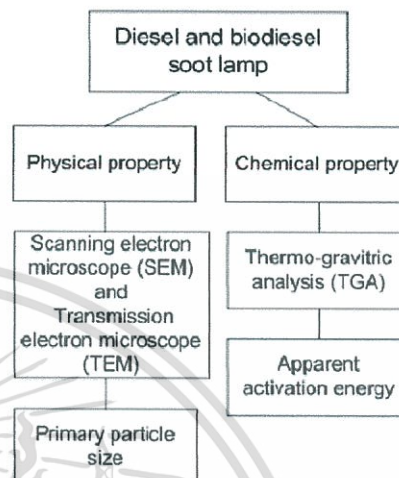 Diesel and biodiesel
soot lamp
Physical property
Chemical property
Scanning electron
microscope (SEM)
and
Transmission
electron microscope
(TEM)
Thermo-gravitric
analysis (TGA)
Apparent
activation energy
Primary particle
size